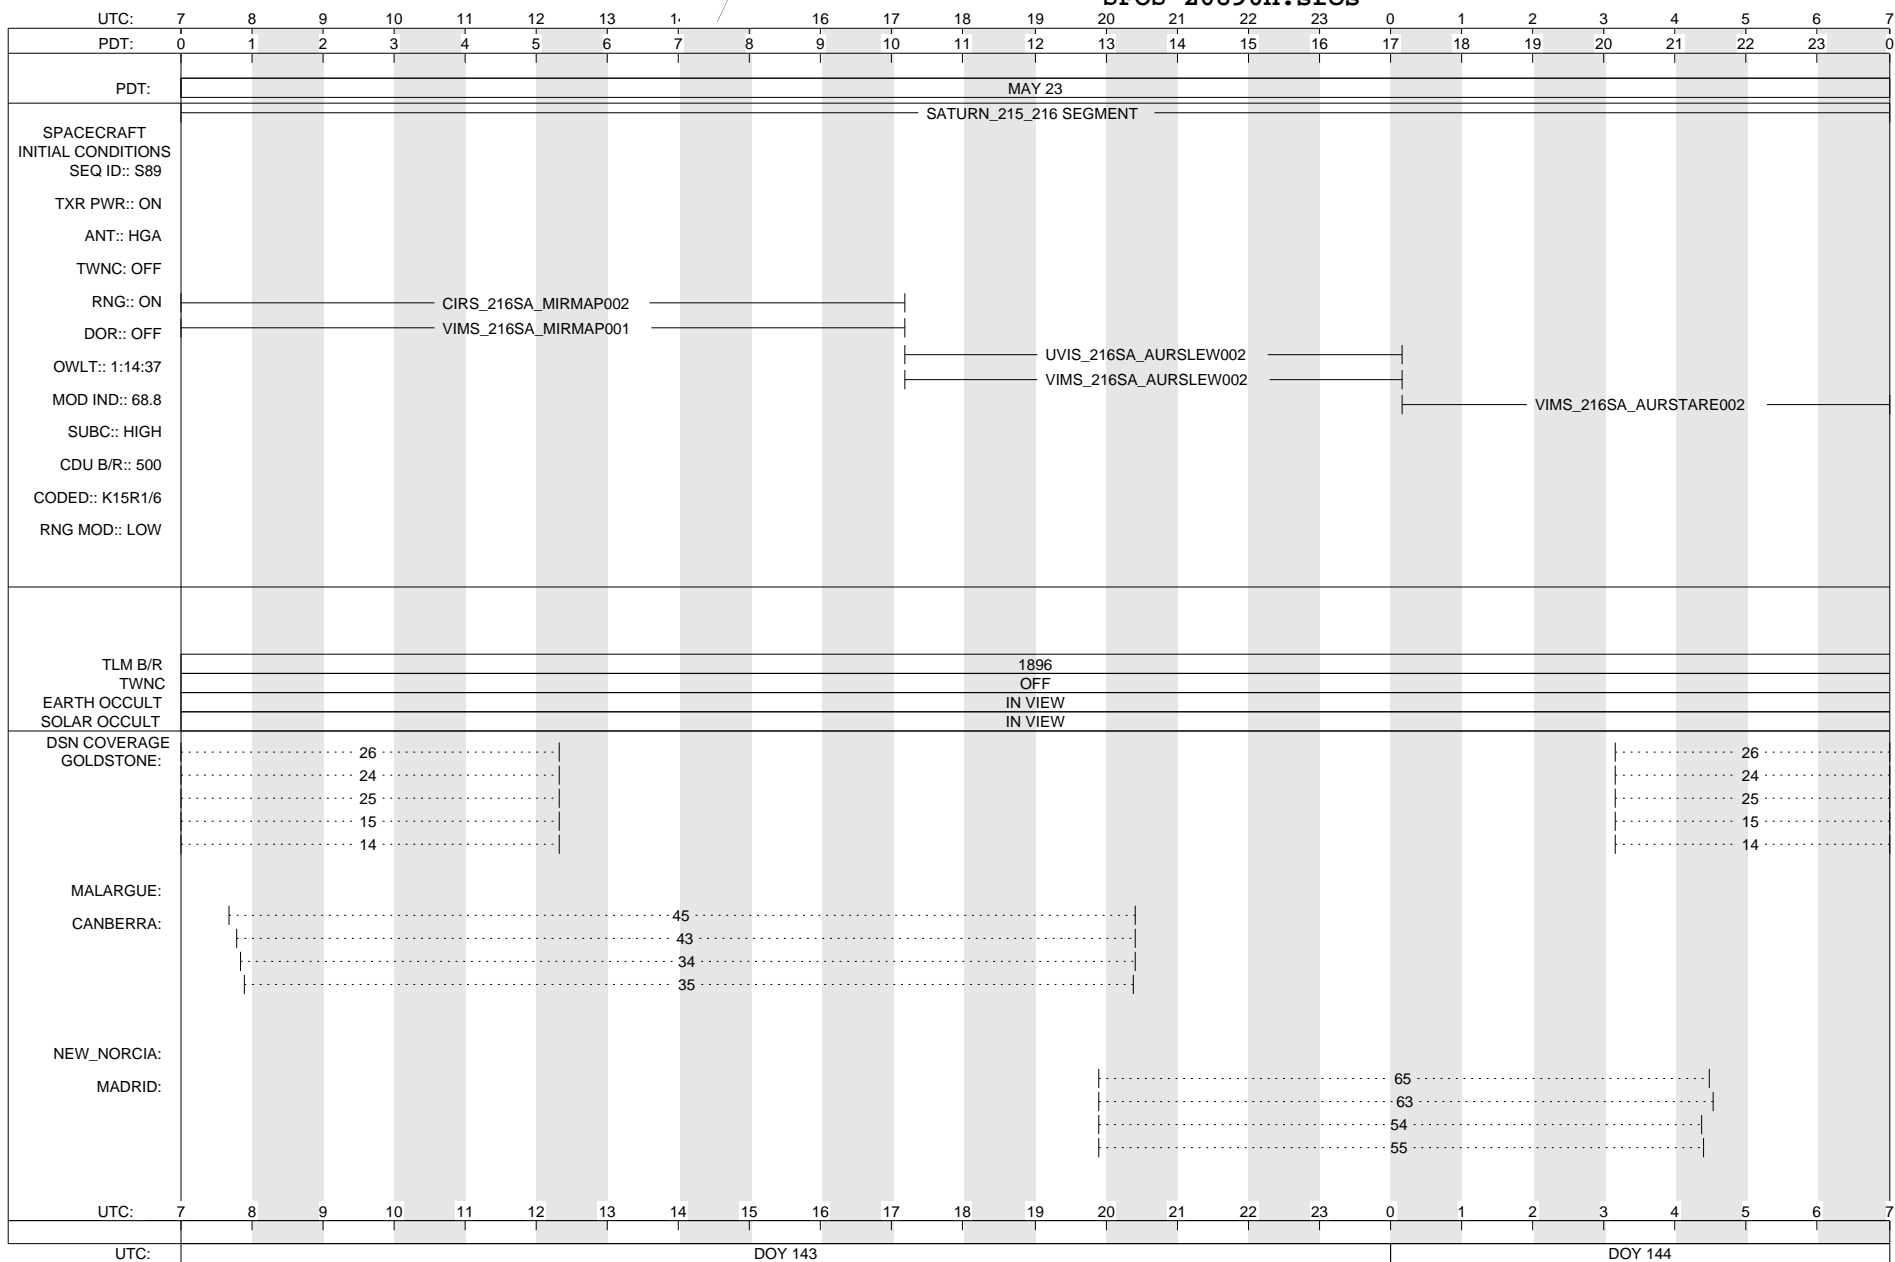 UTC: 7 8 9 10 11 12 13 16 17 18 19 20 21 22 23 0 1 2 3 4 5 6 7
PDT: 0 1 2 3 4 5 6 7 8 9 10 11 12 13 14 15 16 17 18 19 20 21 22 23 0
PDT: MAY 23
SATURN_215_216 SEGMENT
SPACECRAFT
INITIAL CONDITIONS
SEQ ID:: S89
TXR PWR:: ON
ANT:: HGA
TWNC: OFF
RNG:: ON CIRS_216SA_MIRMAP002
VIMS_216SA_MIRMAP001
DOR:: OFF
UVIS_216SA_AURSLEW002
OWLT:: 1:14:37
VIMS_216SA_AURSLEW002
MOD IND:: 68.8 VIMS_216SA_AURSTARE002
SUBC:: HIGH
CDU B/R:: 500
CODED:: K15R1/6
RNG MOD:: LOW
TLM B/R 1896
TWNC OFF
EARTH OCCULT IN VIEW
SOLAR OCCULT IN VIEW
DSN COVERAGE
GOLDSTONE: 26 26
24 24
25 25
15 15
14 14
MALARGUE:
CANBERRA: 45
43
34
35
NEW_NORCIA:
MADRID: 65
63
54
55
UTC: 7 8 9 10 11 12 13 14 15 16 17 18 19 20 21 22 23 0 1 2 3 4 5 6 7
UTC: DOY 143 DOY 144